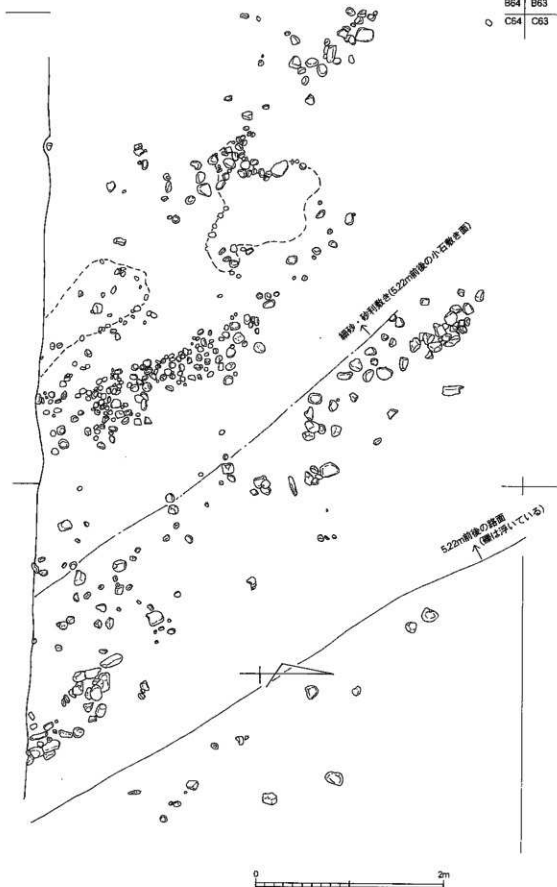 B64 B63
C64 C63
細砂・砂利敷き(5.22m前後の小石敷き面)
5.22m前後の路面
(礫は浮いている)
0 2m